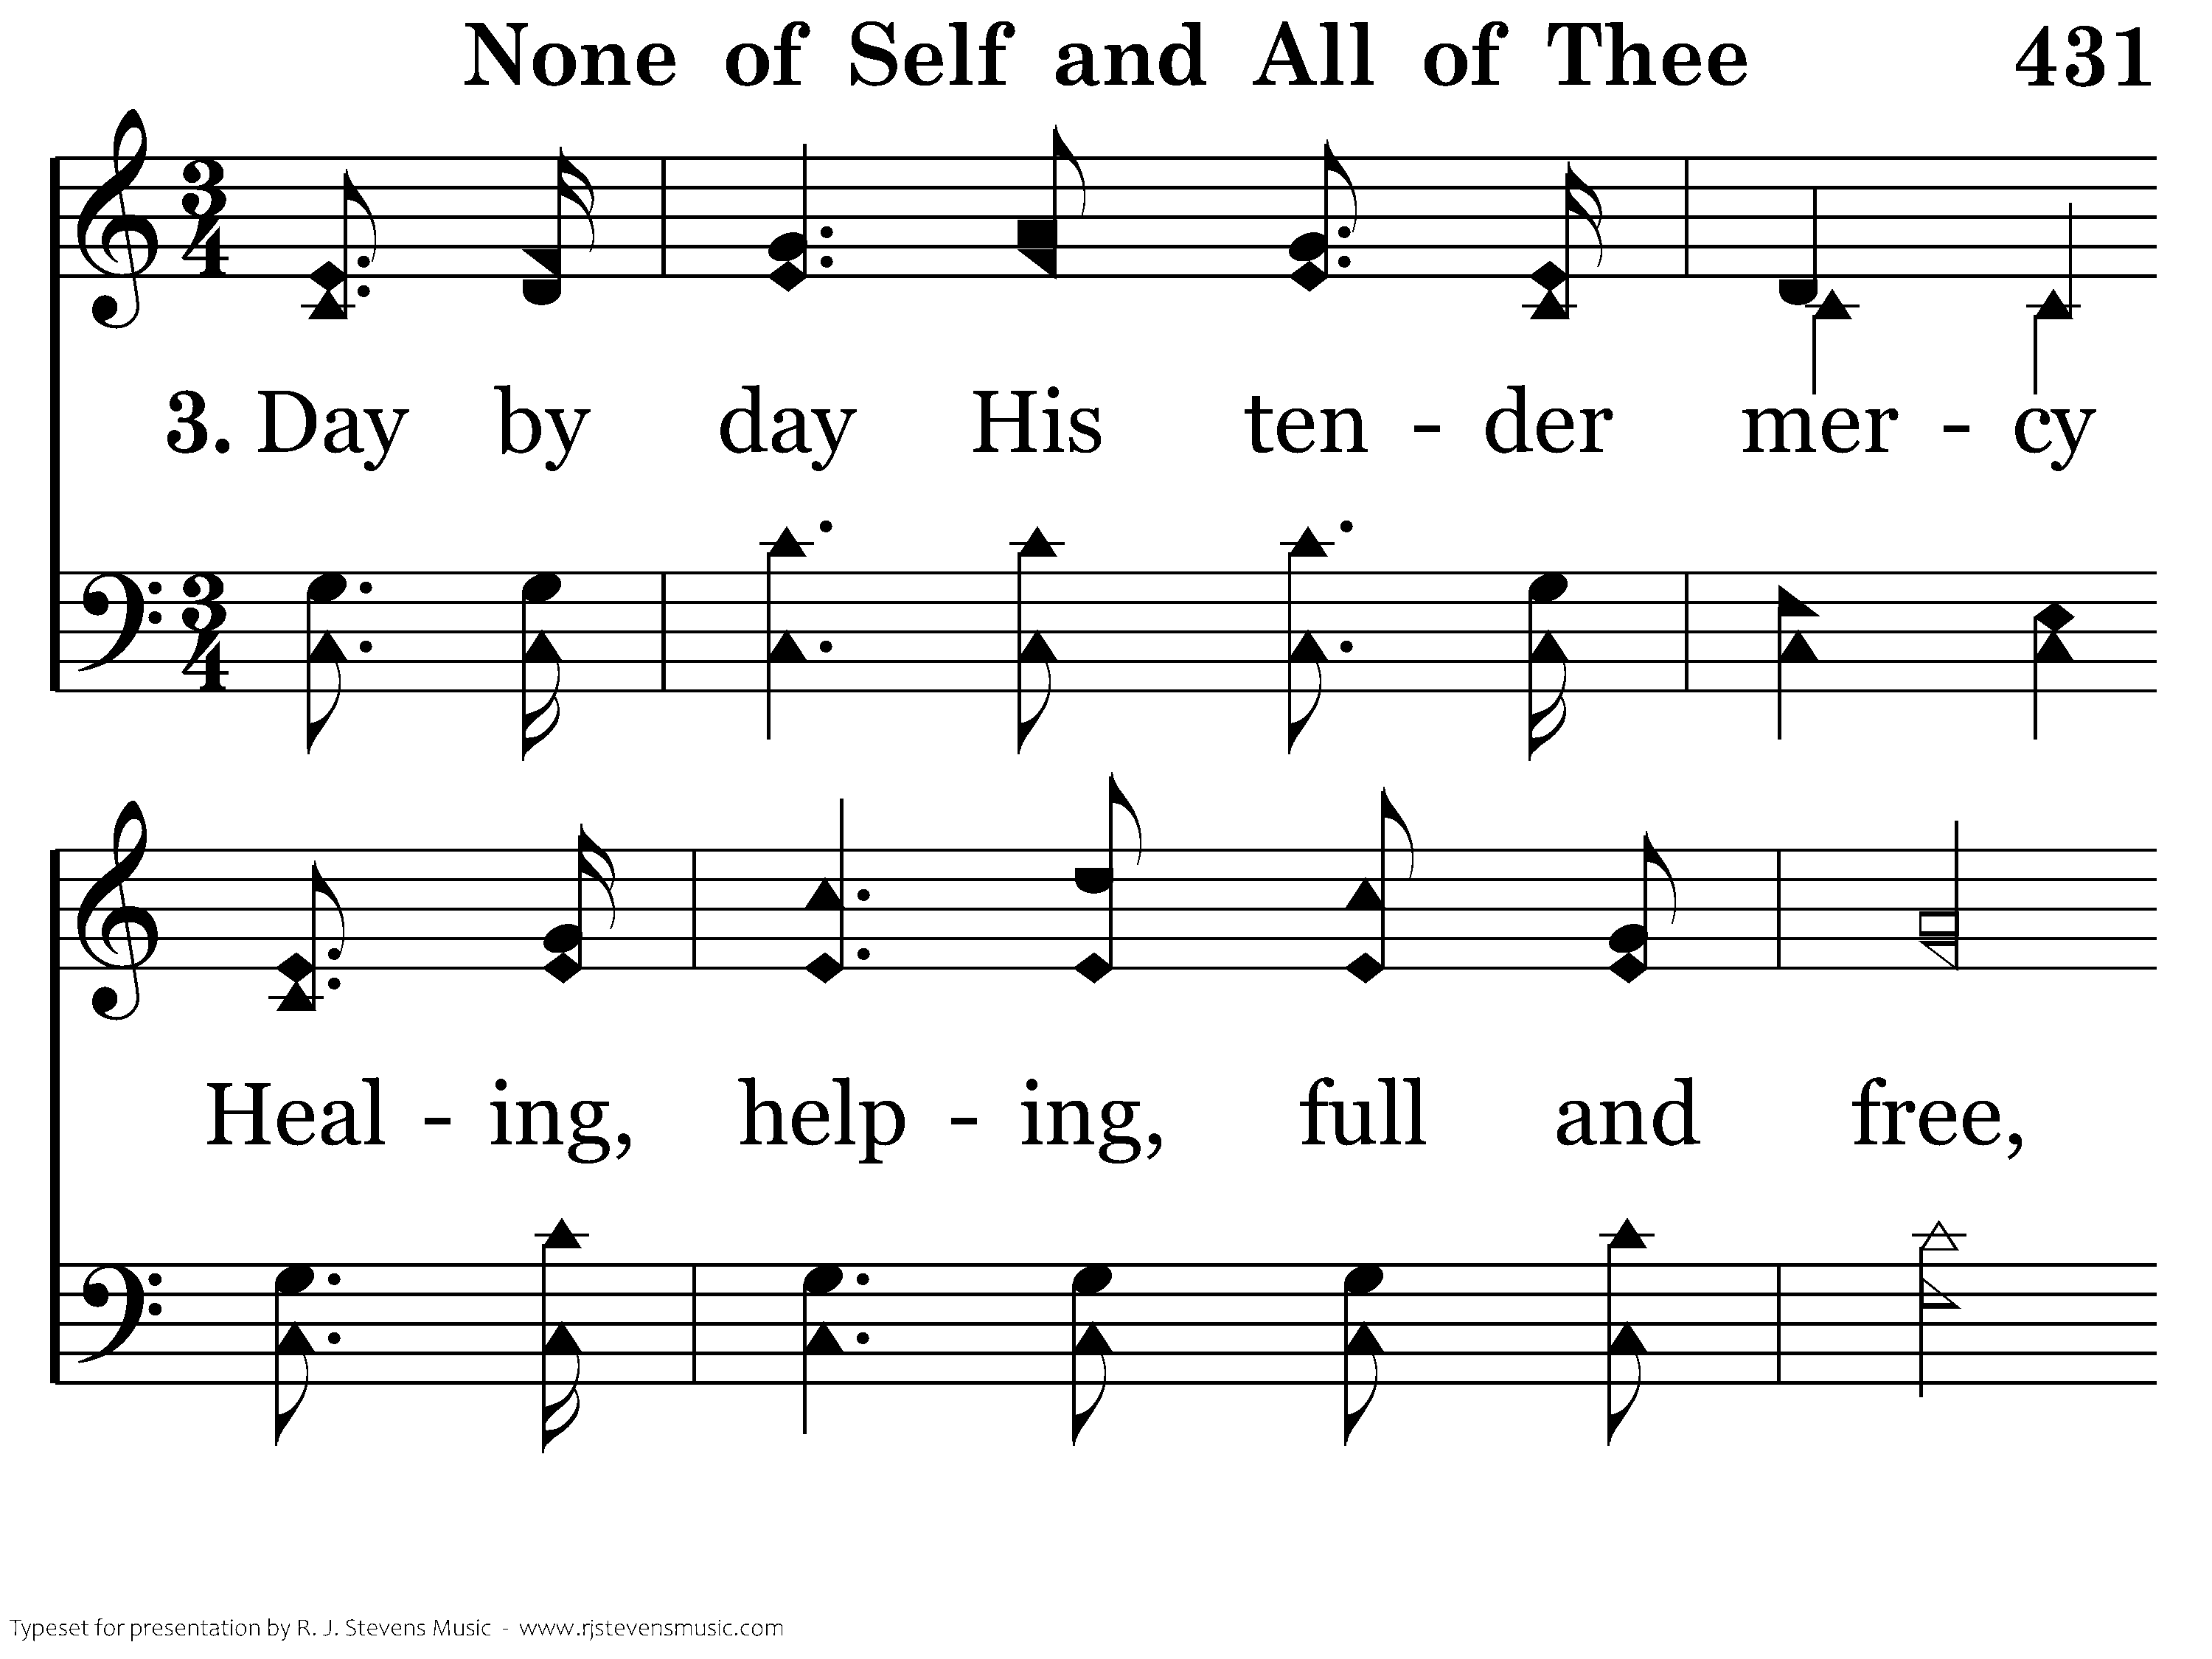 None of Self and All of Thee 431
3. Day by day His ten - der mer - cy
Heal - ing, help - ing, full and free,
Typeset for presentation by R. J. Stevens Music - www.rjstevensmusic.com